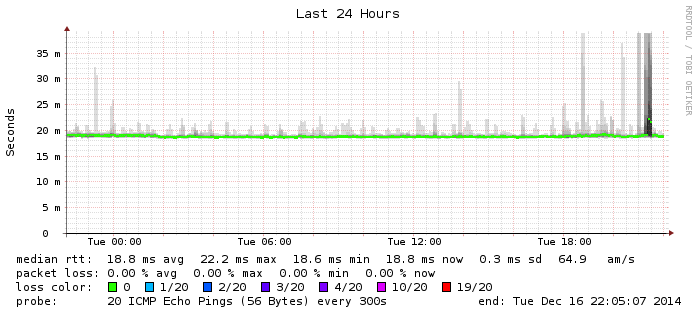 Last 24 Hours
RRDTOOL / TOBI OETIKER
Seconds
35 m
30 m
25 m
20 m
15 m
10 m
5 m
0
Tue 00:00 Tue 06:00 Tue 12:00 Tue 18:00
median rtt: 18.8 ms avg 22.2 ms max 18.6 ms min 18.8 ms now 0.3 ms sd 64.9 am/s
packet loss: 0.00 % avg 0.00 % max 0.00 % min 0.00 % now
loss color: 0 1/20 2/20 3/20 4/20 10/20 19/20
probe: 20 ICMP Echo Pings (56 Bytes) every 300s end: Tue Dec 16 22:05:07 2014